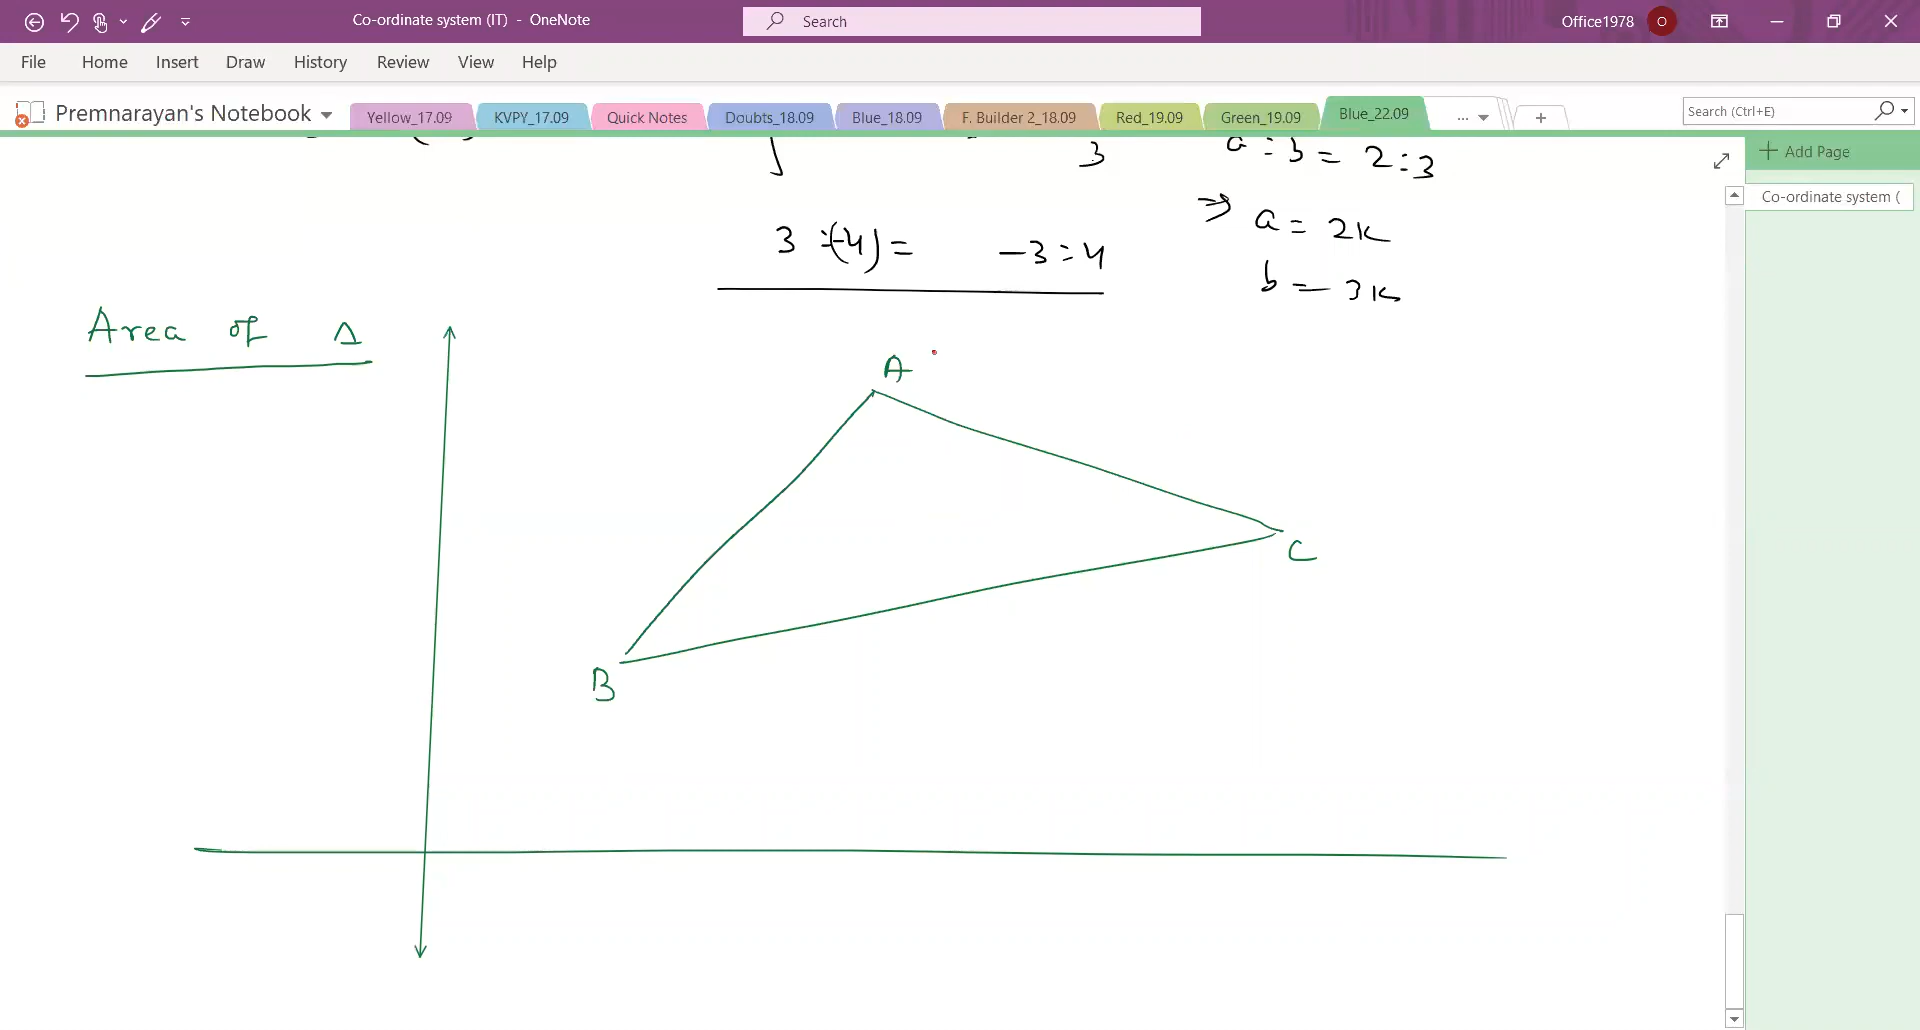 Co-ordinate system (IT) - OneNote
Search
Office1978
O
File Home Insert Draw History Review View Help
Premnarayan's Notebook
Yellow_17.09
KVPY_17.09
Quick Notes
Doubts_18.09
Blue_18.09
F. Builder 2_18.09
Red_19.09
Green_19.09
Blue_22.09
...
Search (Ctrl+E)
Add Page
Co-ordinate system (
3
a : b = 2 : 3
⇒ a = 2k
b = 3k
3 : (-4) = -3 : 4
Area of Δ
A
B
C